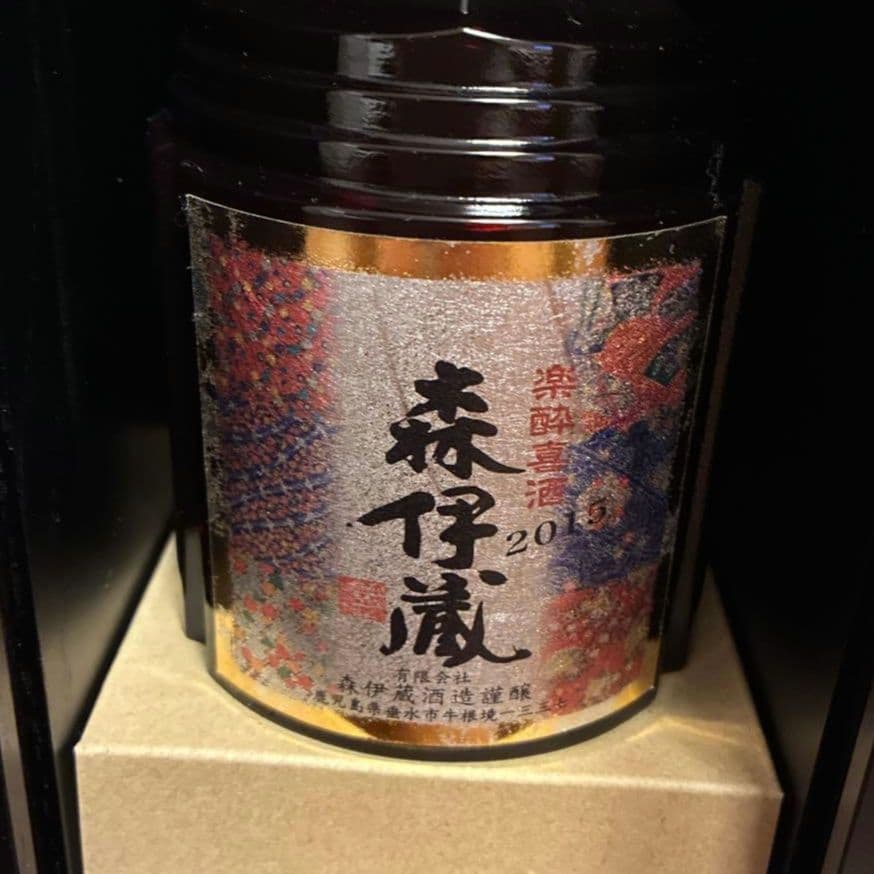 楽酔喜酒
森伊蔵
2015
有限会社
森伊蔵酒造謹醸
鹿児島県垂水市牛根境一三三七